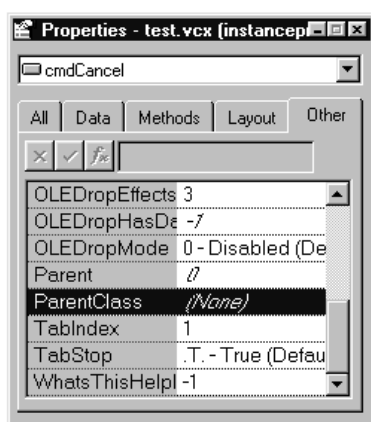 Properties - test.vcx (instancep
cmdCancel
All Data Methods Layout Other
OLEDropEffects 3
OLEDropHasDa -1
OLEDropMode 0 - Disabled (De
Parent ()
ParentClass (None)
TabIndex 1
TabStop .T. - True (Defau
WhatsThisHelpI -1